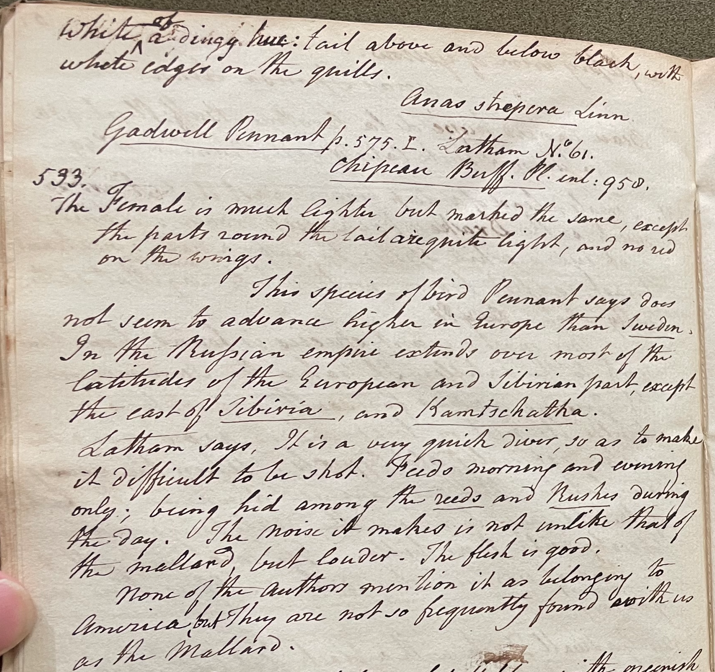 White, of a dingy hue: tail above and below black, with
white edges on the quills.
Anas strepera Linn
Gadwell Pennant p. 575. I. Latham No. 61.
Chipeau Buff. Pl. enl: 958.
593.
The Female is much lighter but marked the same, except
the parts round the tail are quite light, and no red
on the wings.
This species of bird Pennant says does
not seem to advance higher in Europe than Sweden.
In the Russian empire extends over most of the
latitudes of the European and Sibirian part, except
the east of Sibiria, and Kamtschatka.
Latham says, It is a very quick diver, so as to make
it difficult to be shot. Feeds morning and evening
only; being hid among the reeds and Rushes during
the day. The noise it makes is not unlike that of
the mallard, but louder. The flesh is good.
None of the authors mention it as belonging to
America but They are not so frequently found with us
as the Mallard.